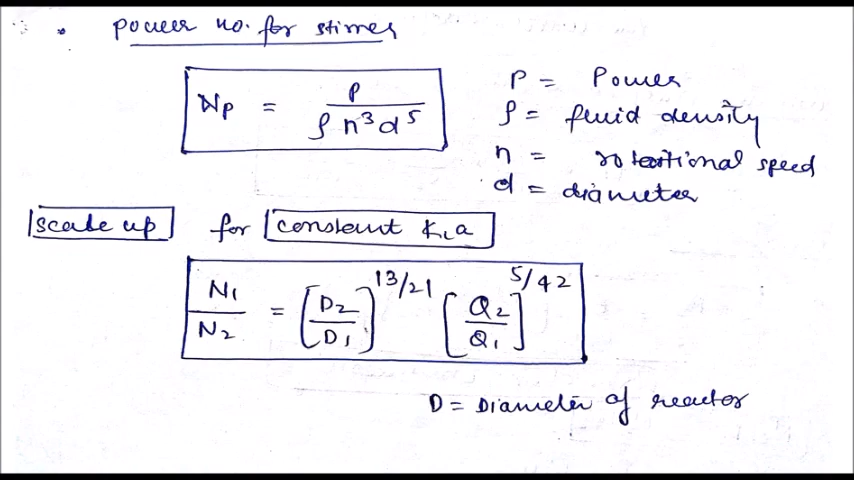 • power no. for stirrer
Np = P / ρ n³ d⁵
P = Power
ρ = fluid density
n = rotational speed
d = diameter
scale up for constant KLa
N₁/N₂ = [D₂/D₁]^13/21 [Q₂/Q₁]^5/42
D = Diameter of reactor